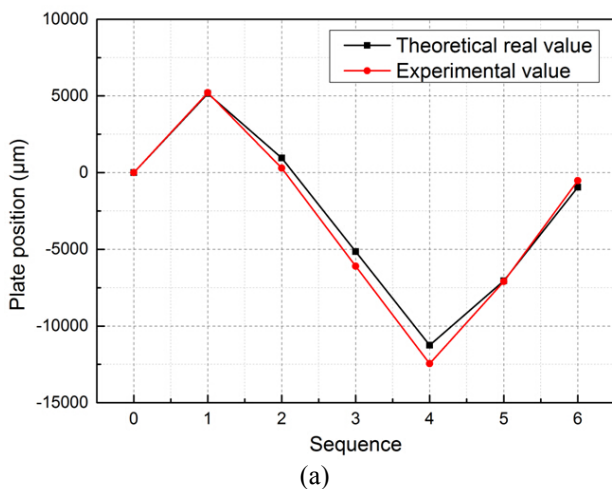 10000
5000
0
-5000
-10000
-15000
Plate position (μm)
Theoretical real value
Experimental value
0 1 2 3 4 5 6
Sequence
(a)